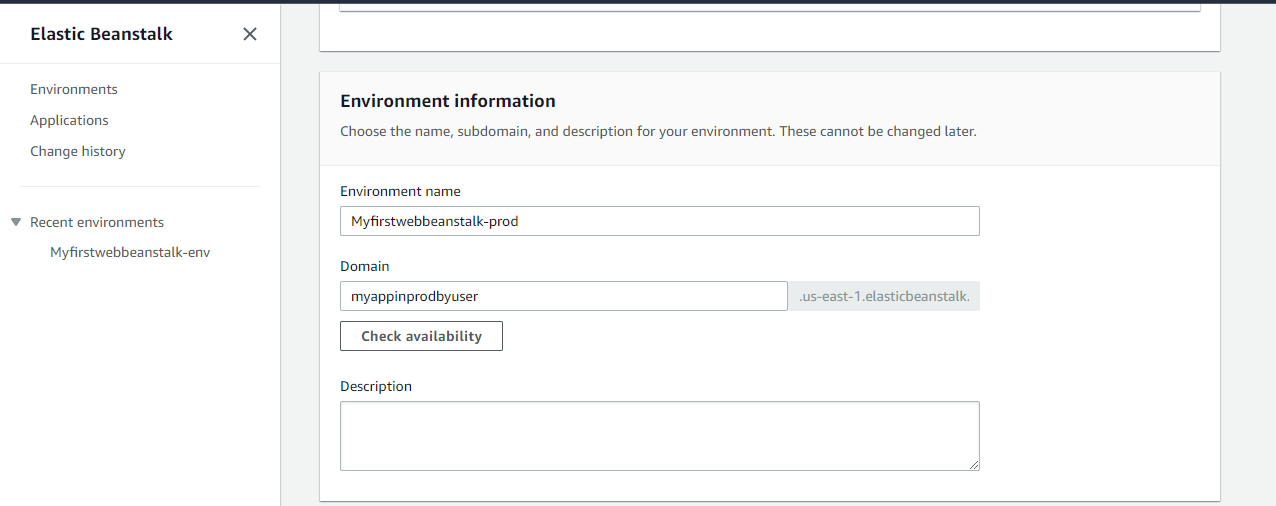 Elastic Beanstalk
Environments
Applications
Change history
Recent environments
Myfirstwebbeanstalk-env
Environment information
Choose the name, subdomain, and description for your environment. These cannot be changed later.
Environment name
Myfirstwebbeanstalk-prod
Domain
myappinprodbyuser .us-east-1.elasticbeanstalk.
Check availability
Description